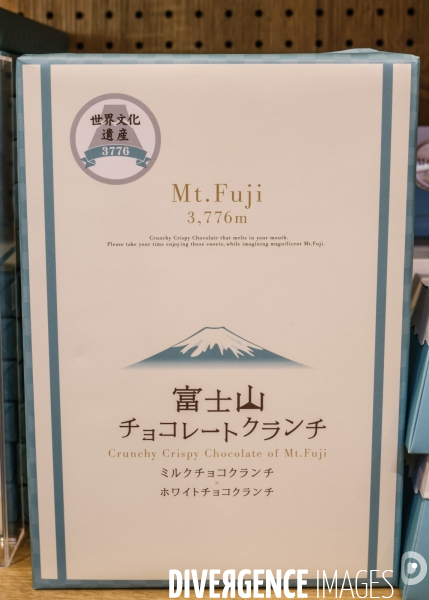 世界文化
遺産
3776
Mt.Fuji
3,776m
Crunchy Crispy Chocolate that melts in your mouth.
Please take your time enjoying these sweets, while imagining magnificent Mt.Fuji.
富士山
チョコレートクランチ
Crunchy Crispy Chocolate of Mt.Fuji
ミルクチョコクランチ
×
ホワイトチョコクランチ
DIVERGENCE IMAGES